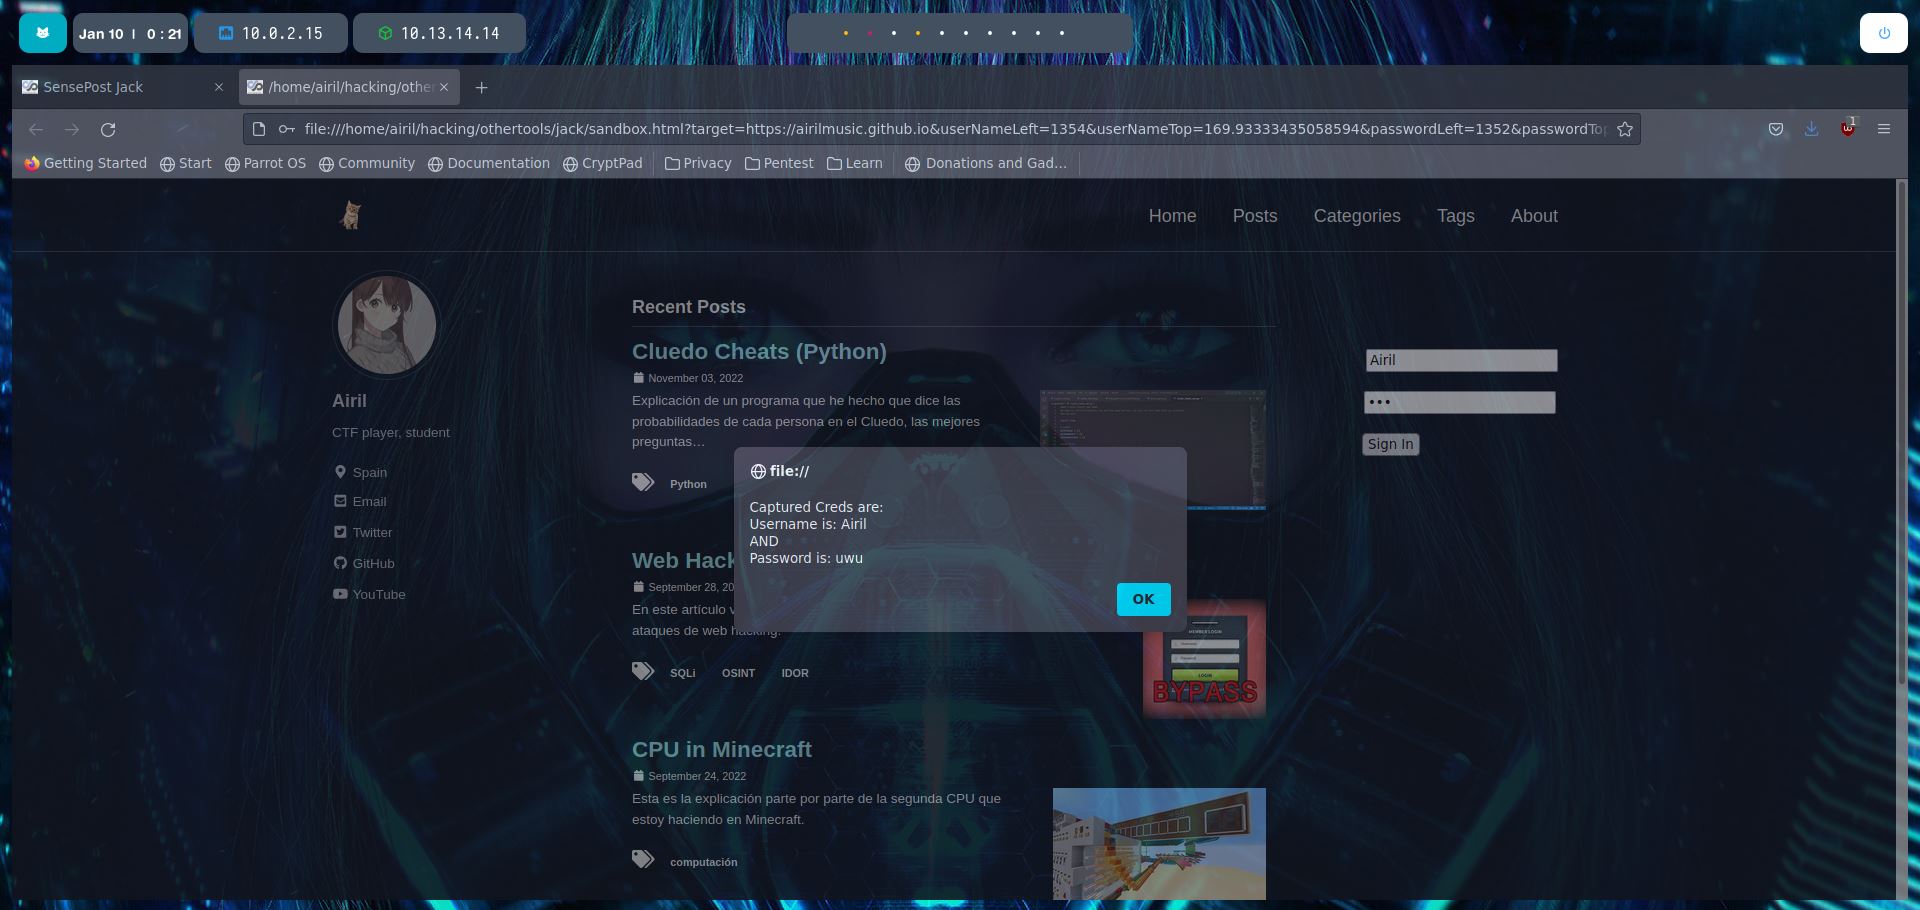 Jan 10 | 0 : 21
10.0.2.15
10.13.14.14
SensePost Jack
/home/airil/hacking/other
file:///home/airil/hacking/othertools/jack/sandbox.html?target=https://airilmusic.github.io&userNameLeft=1354&userNameTop=169.93333435058594&passwordLeft=1352&passwordTop
1
Getting Started
Start
Parrot OS
Community
Documentation
CryptPad
Privacy
Pentest
Learn
Donations and Gad…
Home
Posts
Categories
Tags
About
Airil
CTF player, student
Spain
Email
Twitter
GitHub
YouTube
Recent Posts
Cluedo Cheats (Python)
November 03, 2022
Explicación de un programa que he hecho que dice las
probabilidades de cada persona en el Cluedo, las mejores
preguntas…
Python
Web Hack
September 28, 20
En este artículo v
ataques de web hacking.
SQLi
OSINT
IDOR
MEMBER LOGIN
LOGIN
BYPASS
CPU in Minecraft
September 24, 2022
Esta es la explicación parte por parte de la segunda CPU que
estoy haciendo en Minecraft.
computación
Airil
•••
Sign In
file://
Captured Creds are:
Username is: Airil
AND
Password is: uwu
OK